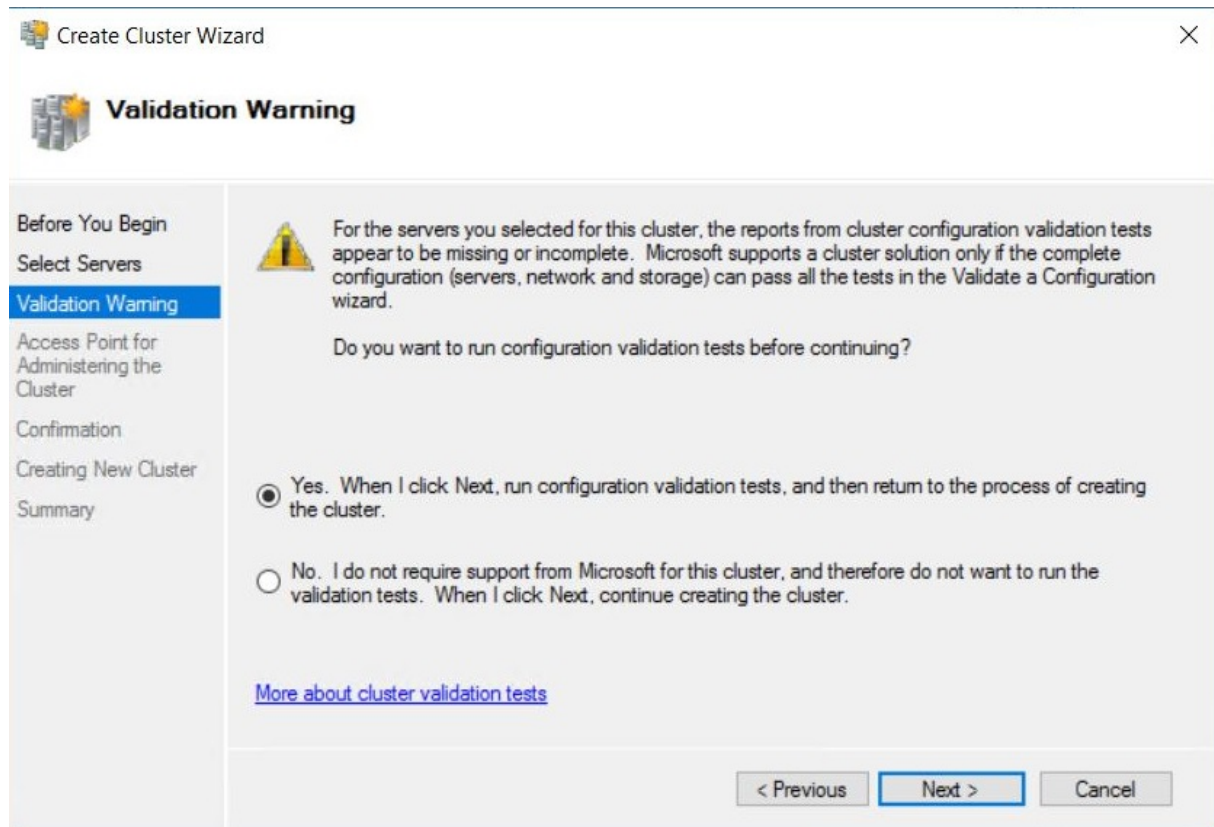 Create Cluster Wizard
Validation Warning
Before You Begin
Select Servers
Validation Warning
Access Point for
Administering the
Cluster
Confirmation
Creating New Cluster
Summary
For the servers you selected for this cluster, the reports from cluster configuration validation tests
appear to be missing or incomplete. Microsoft supports a cluster solution only if the complete
configuration (servers, network and storage) can pass all the tests in the Validate a Configuration
wizard.
Do you want to run configuration validation tests before continuing?
Yes. When I click Next, run configuration validation tests, and then return to the process of creating
the cluster.
No. I do not require support from Microsoft for this cluster, and therefore do not want to run the
validation tests. When I click Next, continue creating the cluster.
More about cluster validation tests
< Previous
Next >
Cancel